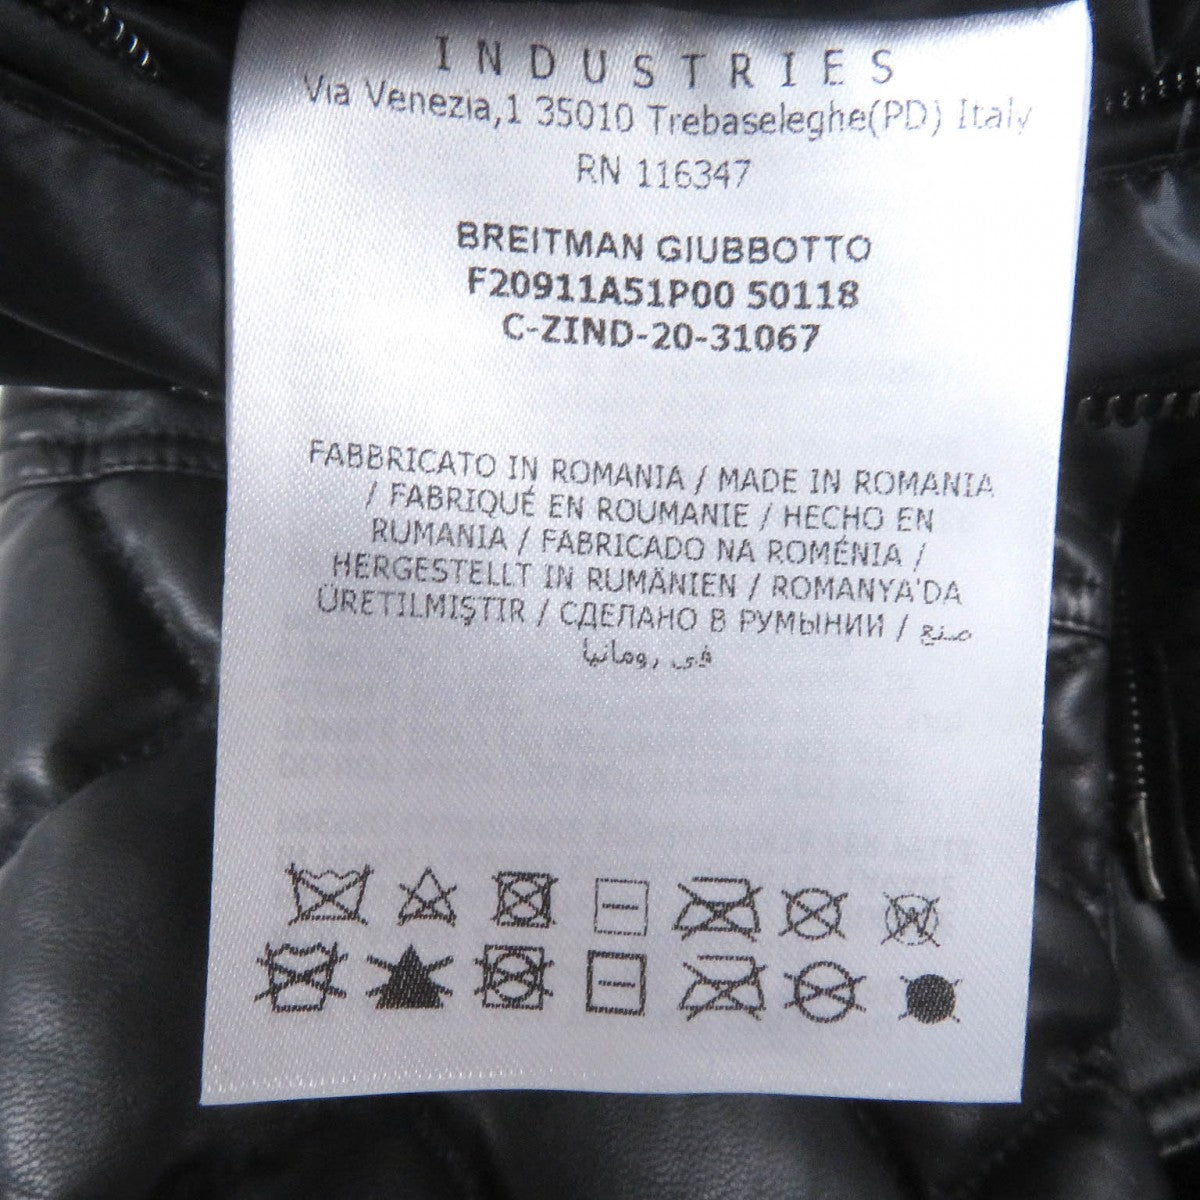 INDUSTRIES
Via Venezia,1 35010 Trebaseleghe(PD) Italy
RN 116347
BREITMAN GIUBBOTTO
F20911A51P00 50118
C-ZIND-20-31067
FABBRICATO IN ROMANIA / MADE IN ROMANIA
/ FABRIQUÉ EN ROUMANIE / HECHO EN
RUMANIA / FABRICADO NA ROMÉNIA /
HERGESTELLT IN RUMÄNIEN / ROMANYA'DA
ÜRETILMIŞTIR / СДЕЛАНО В РУМЫНИИ / صنع
في رومانيا